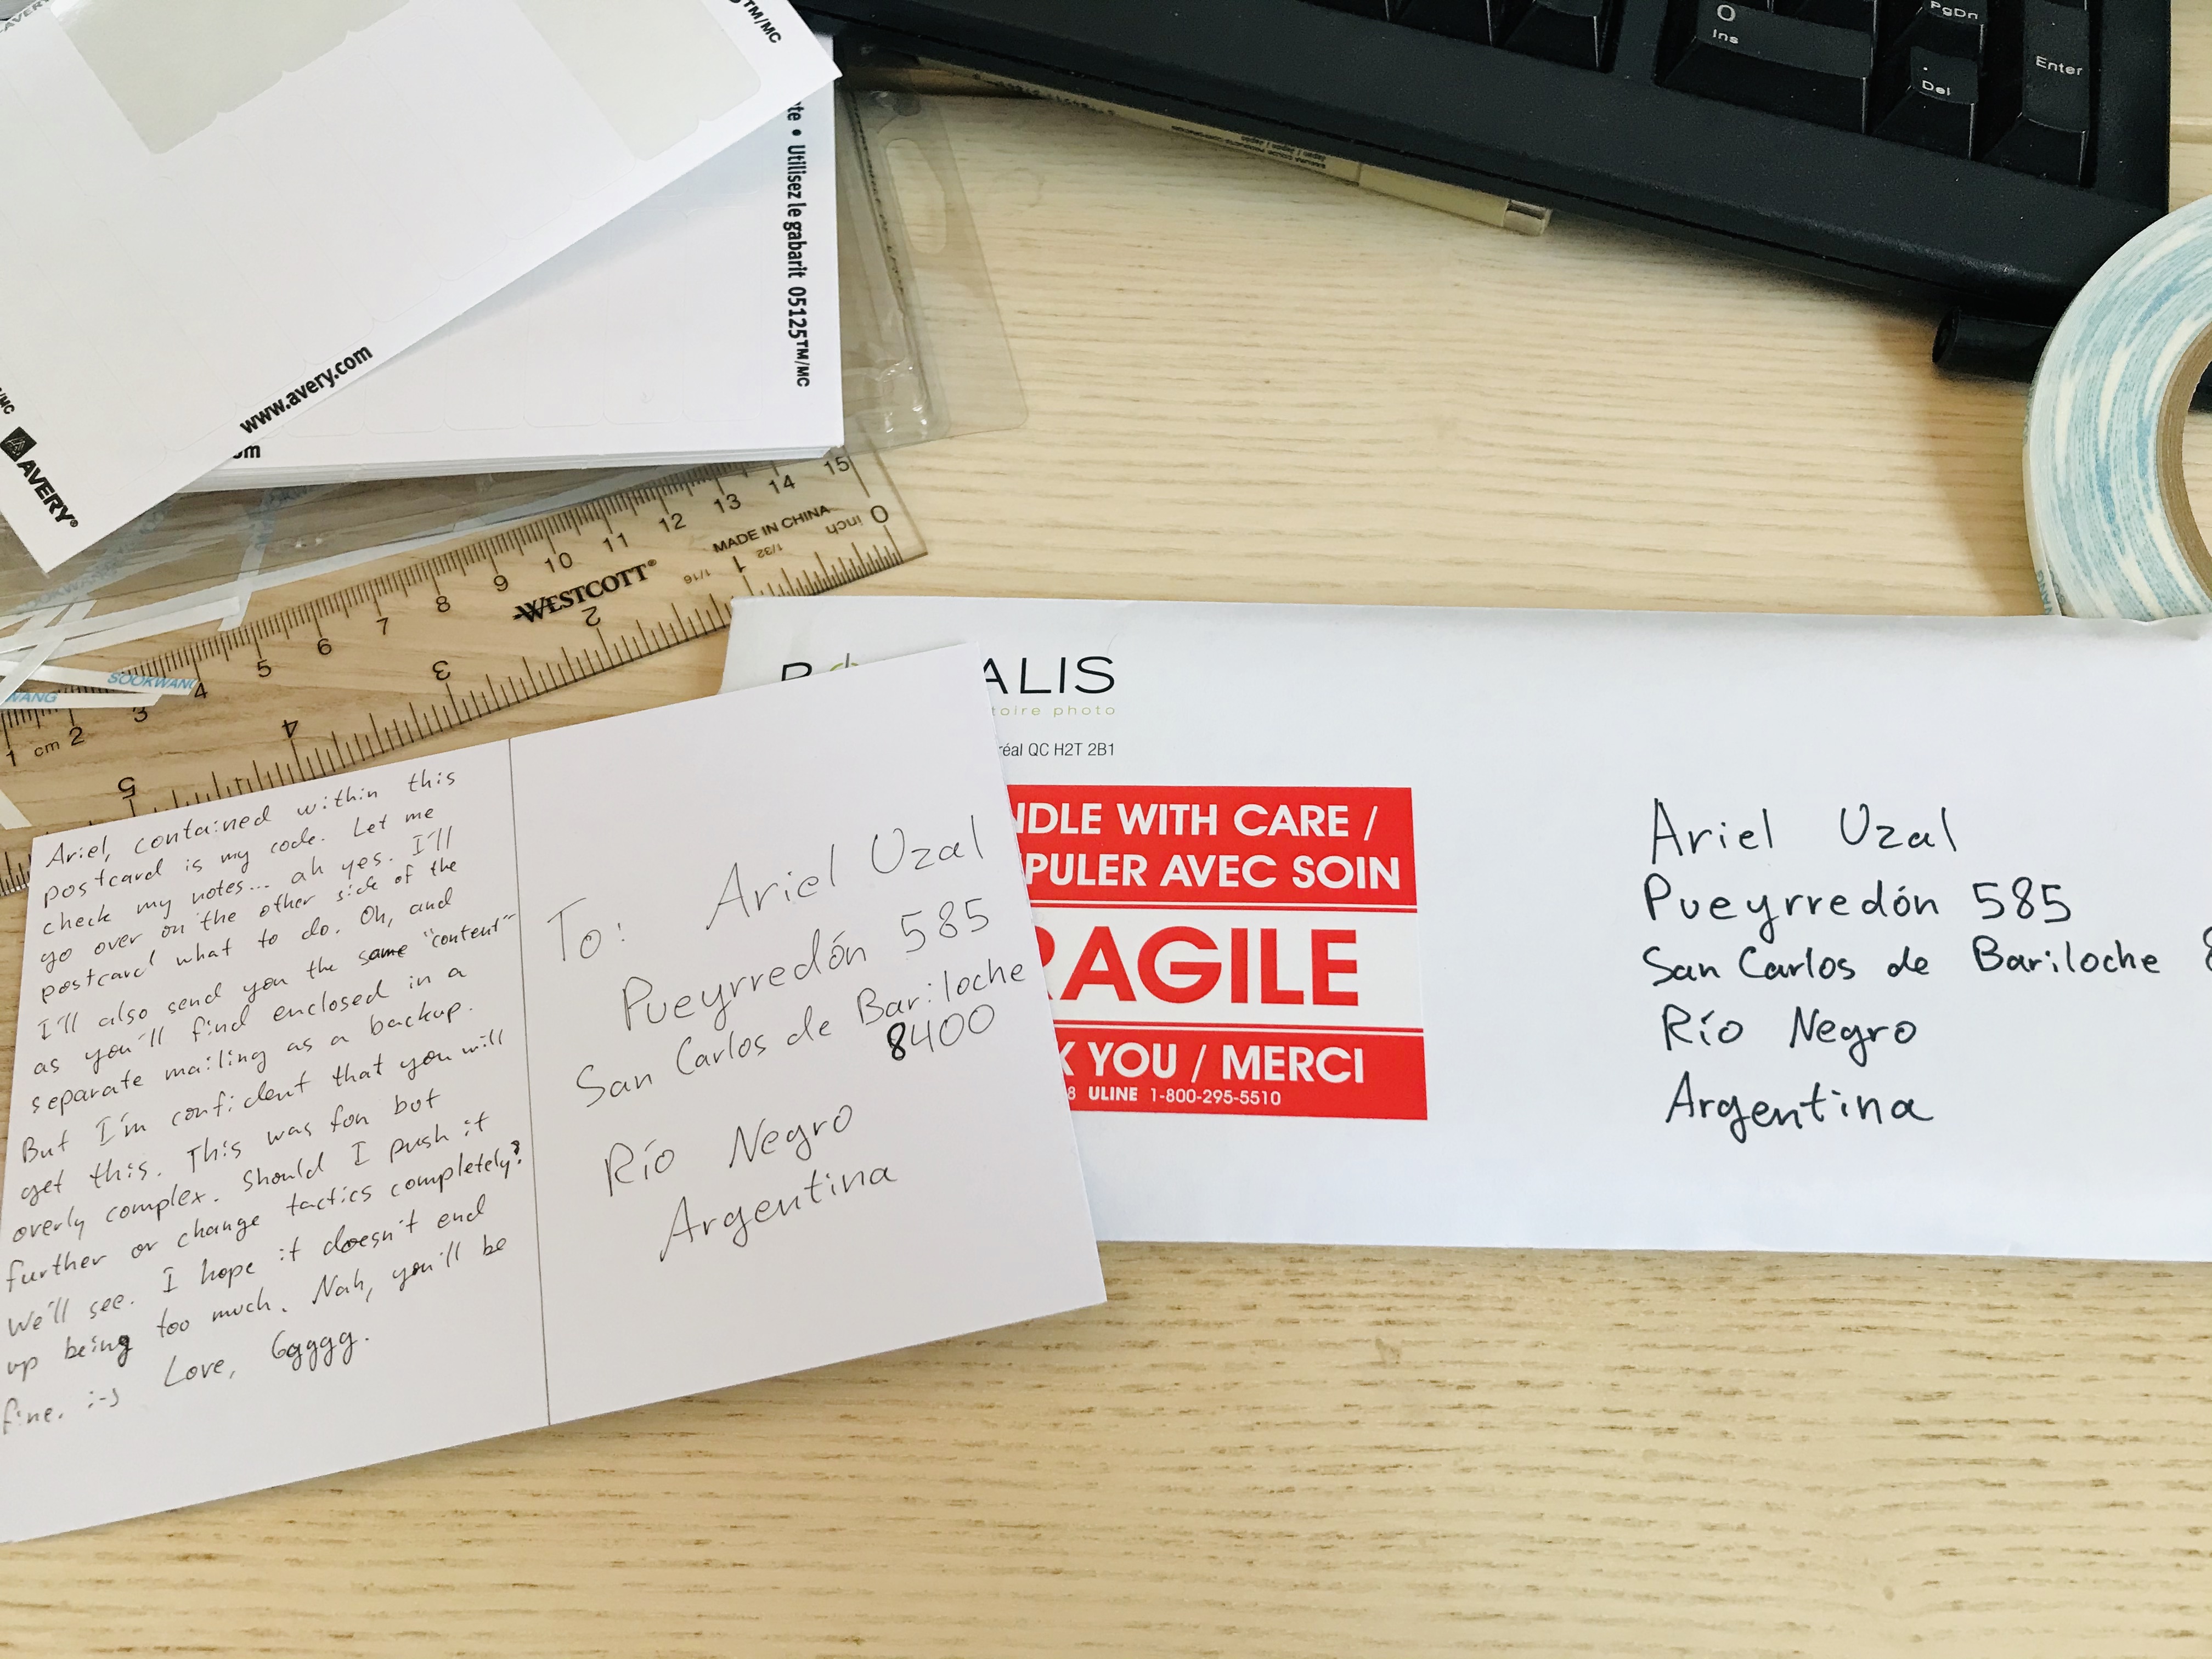 AVERY
™/MC
www.avery.com
AVERY®
om
te • Utilisez le gabarit 05125™/MC
O
Ins
PgDn
.
Del
Enter
15
14
13
12
11
10
9
8
7
6
5
4
3
cm 2
1
MADE IN CHINA
WESTCOTT®
inch 0
1/32
1/16
1
2
3
4
5
SOOKWANG
WANG
ALIS
toire photo
réal QC H2T 2B1
NDLE WITH CARE /
PULER AVEC SOIN
RAGILE
K YOU / MERCI
8 ULINE 1-800-295-5510
Ariel Uzal
Pueyrredón 585
San Carlos de Bariloche 8
Río Negro
Argentina
Ariel, contained within this
postcard is my code. Let me
check my notes... ah yes. I'll
go over on the other side of the
postcard what to do. Oh, and
I'll also send you the same "content"
as you'll find enclosed in a
separate mailing as a backup.
But I'm confident that you will
get this. This was fun but
overly complex. Should I push it
further or change tactics completely?
We'll see. I hope it doesn't end
up being too much. Nah, you'll be
fine. :-) Love, Ggggg.
To: Ariel Uzal
Pueyrredón 585
San Carlos de Bariloche
8400
Río Negro
Argentina